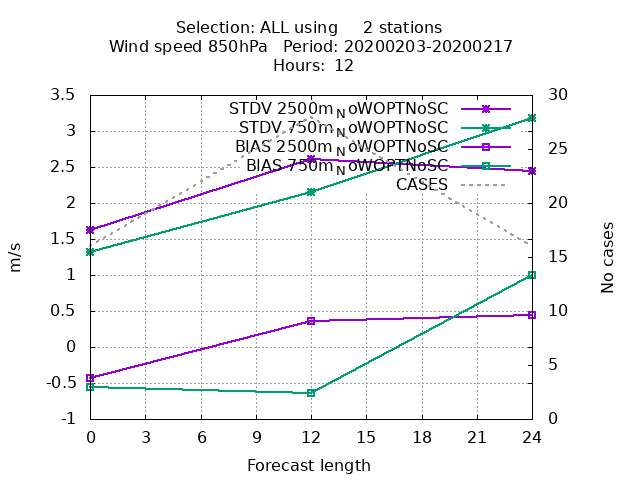 Selection: ALL using 2 stations
Wind speed 850hPa Period: 20200203-20200217
Hours: 12
STDV 2500m_NoWOPTNoSC
STDV 750m_NoWOPTNoSC
BIAS 2500m_NoWOPTNoSC
BIAS 750m_NoWOPTNoSC
CASES
3.5
3
2.5
2
1.5
1
0.5
0
-0.5
-1
m/s
30
25
20
15
10
5
0
No cases
0 3 6 9 12 15 18 21 24
Forecast length